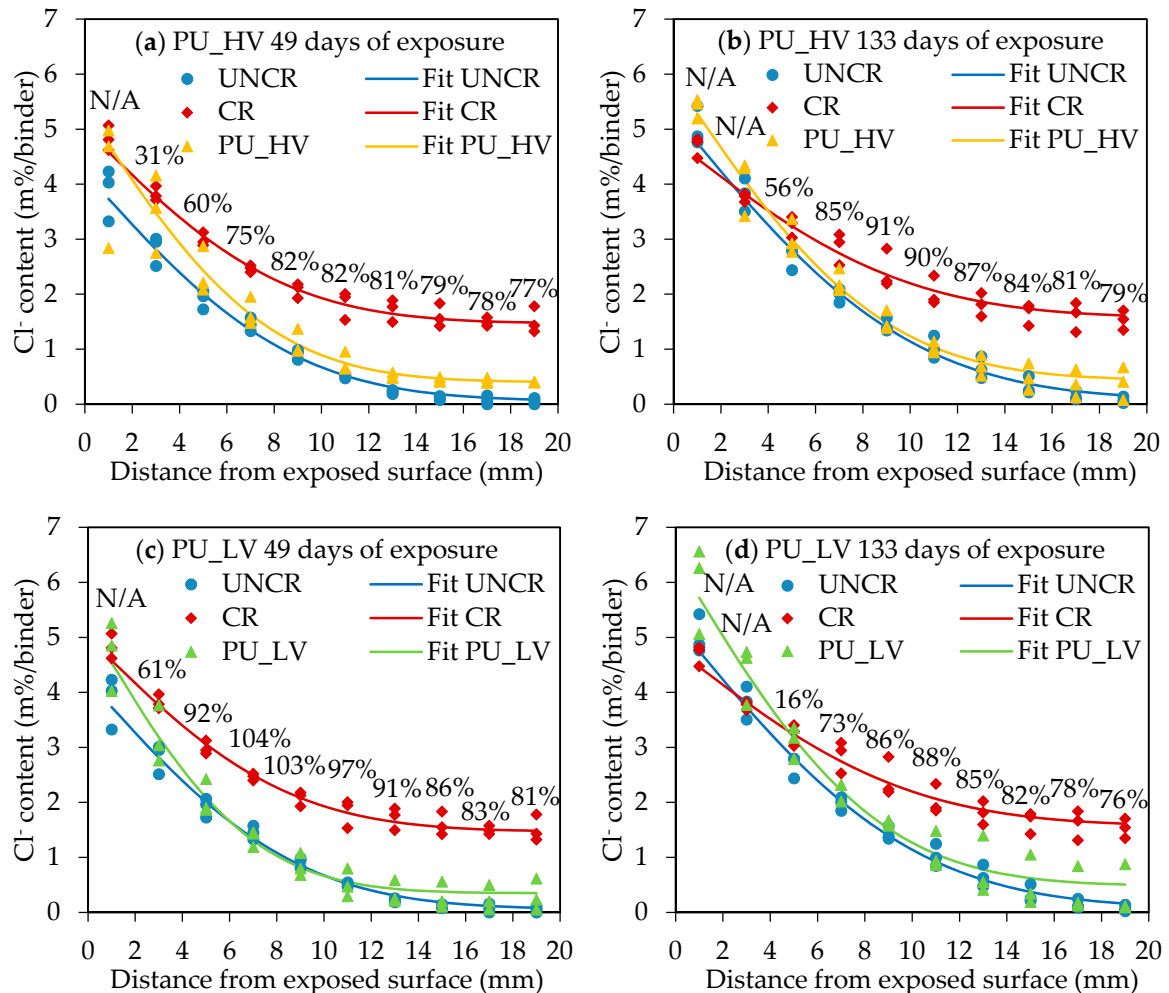 (a) PU_HV 49 days of exposure
UNCR Fit UNCR
CR Fit CR
PU_HV Fit PU_HV
N/A
31%
60%
75%
82%
82%
81%
79%
78%
77%
7
6
5
4
3
2
1
0
0 2 4 6 8 10 12 14 16 18 20
Cl⁻ content (m%/binder)
Distance from exposed surface (mm)
(b) PU_HV 133 days of exposure
UNCR Fit UNCR
CR Fit CR
PU_HV Fit PU_HV
N/A
N/A
56%
85%
91%
90%
87%
84%
81%
79%
7
6
5
4
3
2
1
0
0 2 4 6 8 10 12 14 16 18 20
Cl⁻ content (m%/binder)
Distance from exposed surface (mm)
(c) PU_LV 49 days of exposure
UNCR Fit UNCR
CR Fit CR
PU_LV Fit PU_LV
N/A
61%
92%
104%
103%
97%
91%
86%
83%
81%
7
6
5
4
3
2
1
0
0 2 4 6 8 10 12 14 16 18 20
Cl⁻ content (m%/binder)
Distance from exposed surface (mm)
(d) PU_LV 133 days of exposure
UNCR Fit UNCR
CR Fit CR
PU_LV Fit PU_LV
N/A
N/A
16%
73%
86%
88%
85%
82%
78%
76%
7
6
5
4
3
2
1
0
0 2 4 6 8 10 12 14 16 18 20
Cl⁻ content (m%/binder)
Distance from exposed surface (mm)